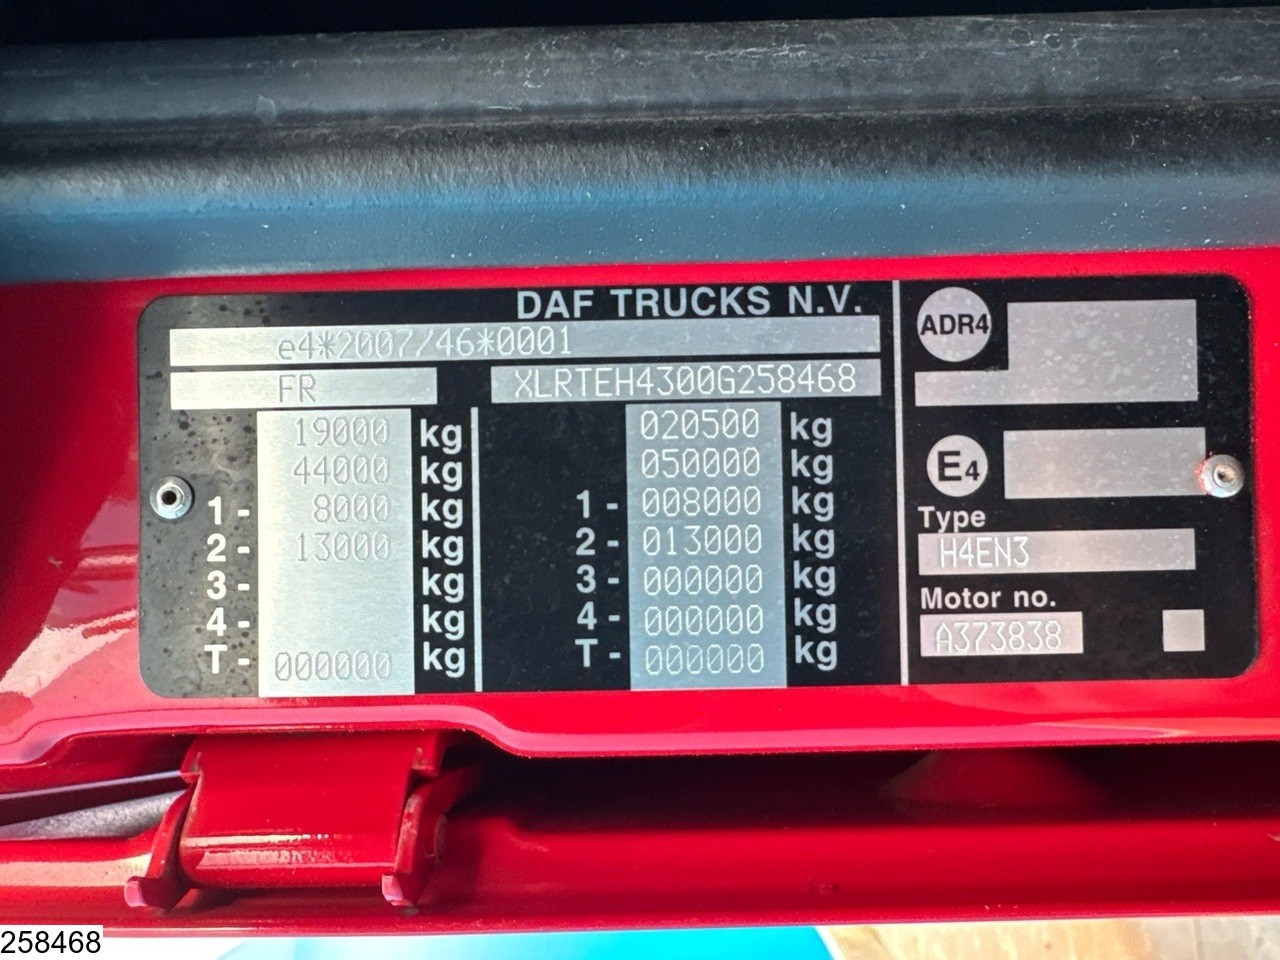 DAF TRUCKS N.V.
e4*2007/46*0001
FR XLRTEH4300G258468
19000 kg 020500 kg
44000 kg 050000 kg
1- 8000 kg 1- 008000 kg
2- 13000 kg 2- 013000 kg
3- kg 3- 000000 kg
4- kg 4- 000000 kg
T- 000000 kg T- 000000 kg
ADR4
E4
Type
H4EN3
Motor no.
A373838
258468